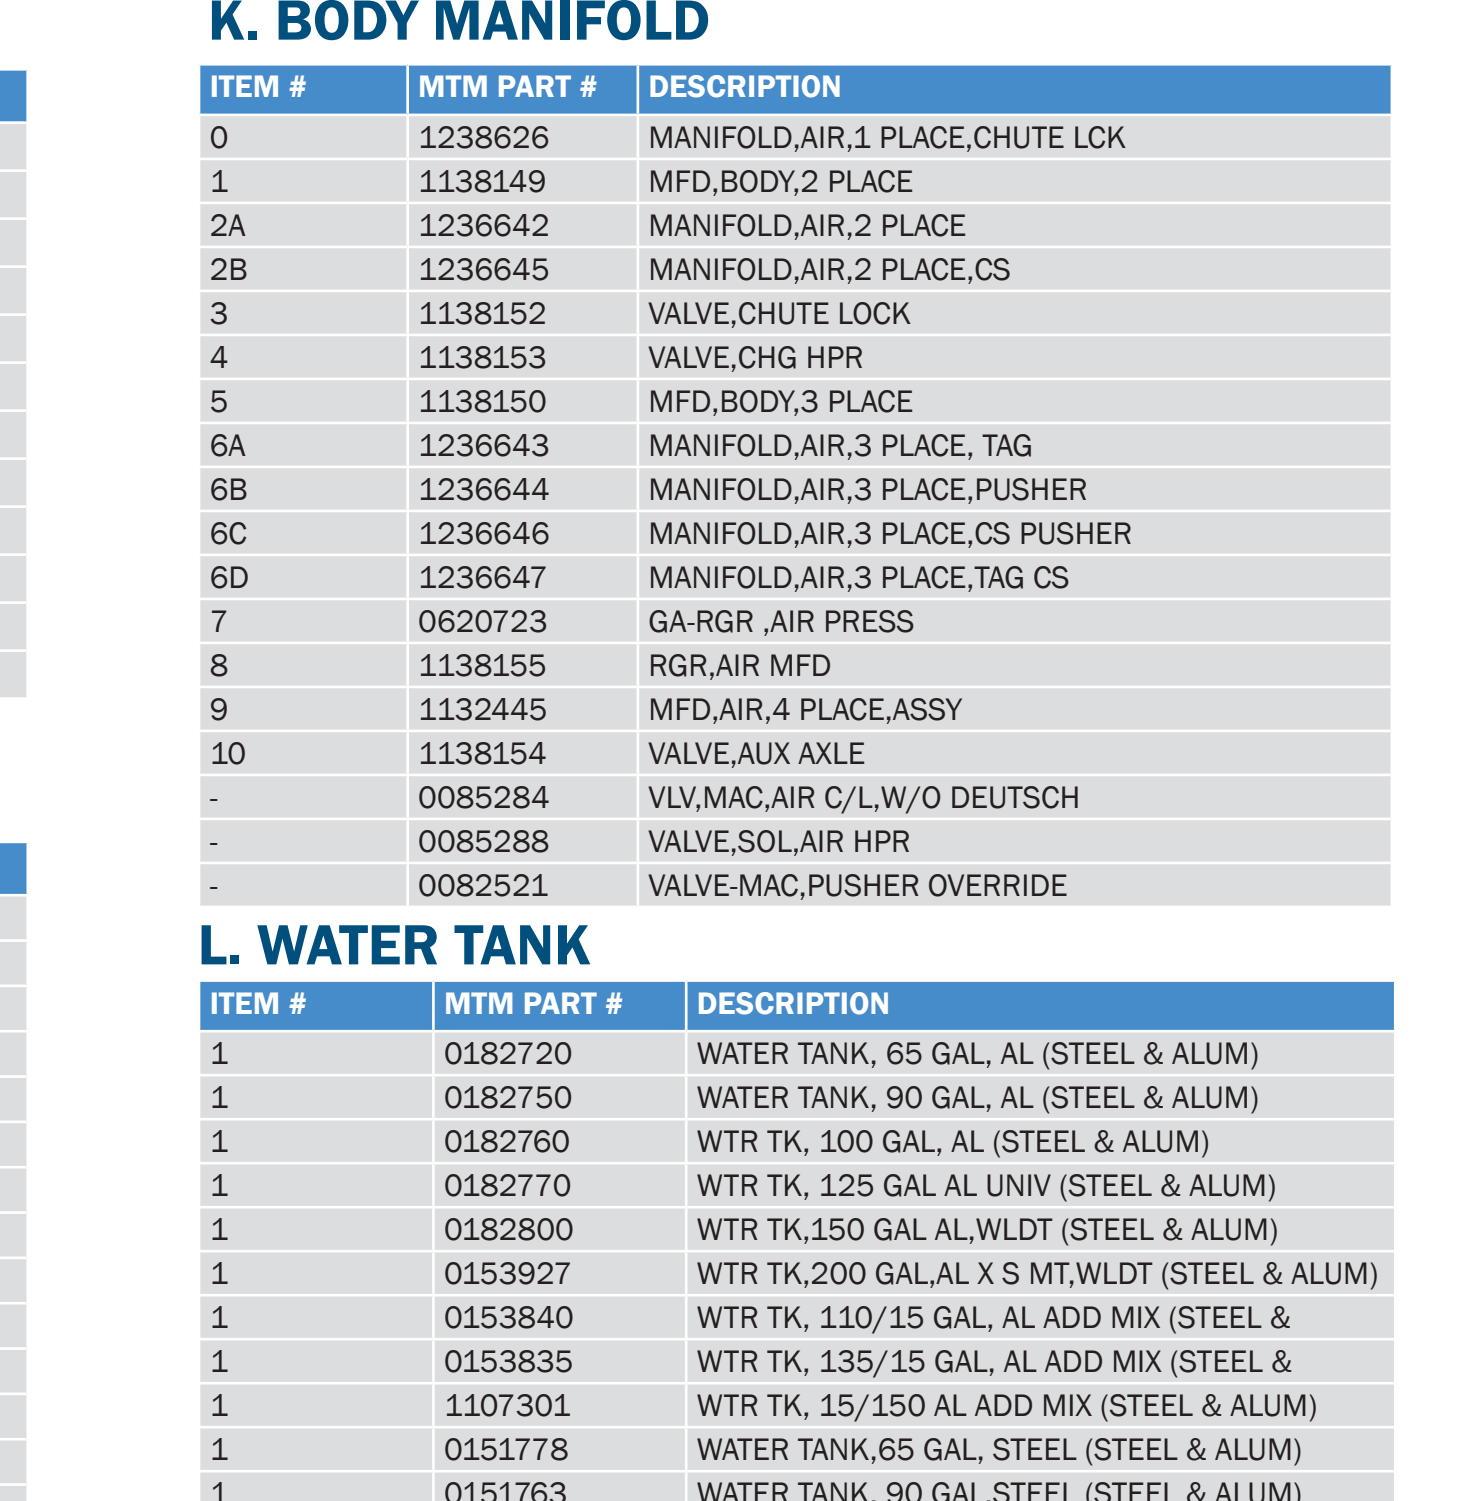 K. BODY MANIFOLD
ITEM # MTM PART # DESCRIPTION
0 1238626 MANIFOLD,AIR,1 PLACE,CHUTE LCK
1 1138149 MFD,BODY,2 PLACE
2A 1236642 MANIFOLD,AIR,2 PLACE
2B 1236645 MANIFOLD,AIR,2 PLACE,CS
3 1138152 VALVE,CHUTE LOCK
4 1138153 VALVE,CHG HPR
5 1138150 MFD,BODY,3 PLACE
6A 1236643 MANIFOLD,AIR,3 PLACE, TAG
6B 1236644 MANIFOLD,AIR,3 PLACE,PUSHER
6C 1236646 MANIFOLD,AIR,3 PLACE,CS PUSHER
6D 1236647 MANIFOLD,AIR,3 PLACE,TAG CS
7 0620723 GA-RGR ,AIR PRESS
8 1138155 RGR,AIR MFD
9 1132445 MFD,AIR,4 PLACE,ASSY
10 1138154 VALVE,AUX AXLE
- 0085284 VLV,MAC,AIR C/L,W/O DEUTSCH
- 0085288 VALVE,SOL,AIR HPR
- 0082521 VALVE-MAC,PUSHER OVERRIDE
L. WATER TANK
ITEM # MTM PART # DESCRIPTION
1 0182720 WATER TANK, 65 GAL, AL (STEEL & ALUM)
1 0182750 WATER TANK, 90 GAL, AL (STEEL & ALUM)
1 0182760 WTR TK, 100 GAL, AL (STEEL & ALUM)
1 0182770 WTR TK, 125 GAL AL UNIV (STEEL & ALUM)
1 0182800 WTR TK,150 GAL AL,WLDT (STEEL & ALUM)
1 0153927 WTR TK,200 GAL,AL X S MT,WLDT (STEEL & ALUM)
1 0153840 WTR TK, 110/15 GAL, AL ADD MIX (STEEL &
1 0153835 WTR TK, 135/15 GAL, AL ADD MIX (STEEL &
1 1107301 WTR TK, 15/150 AL ADD MIX (STEEL & ALUM)
1 0151778 WATER TANK,65 GAL, STEEL (STEEL & ALUM)
1 0151763 WATER TANK, 90 GAL,STEEL (STEEL & ALUM)